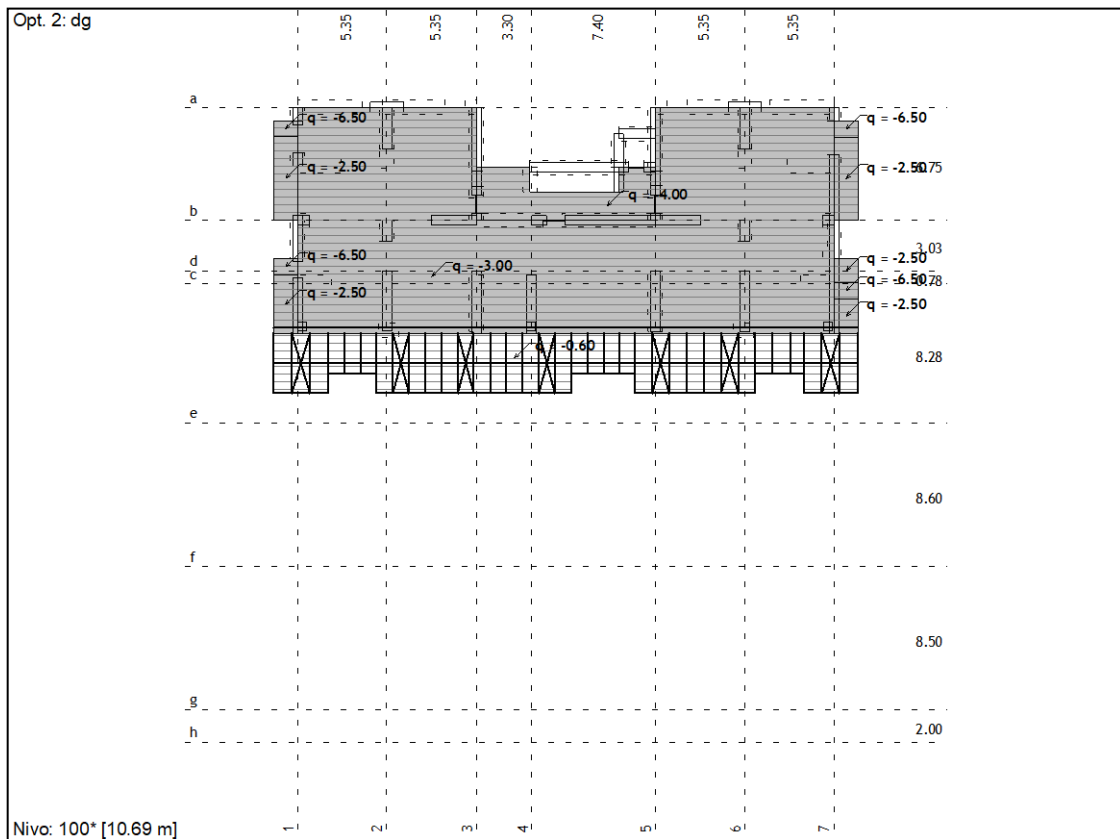 Opt. 2: dg
5.35
5.35
3.30
7.40
5.35
5.35
a
q = -6.50
q = -6.50
q = -2.50
q = -2.50
q = -4.00
b
3.03
q = -6.50
q = -2.50
d
q = -3.00
c
q = -6.50
0.78
q = -2.50
q = -2.50
q = -0.60
8.28
e
8.60
f
8.50
g
2.00
h
Nivo: 100* [10.69 m]
1
2
3
4
5
6
7